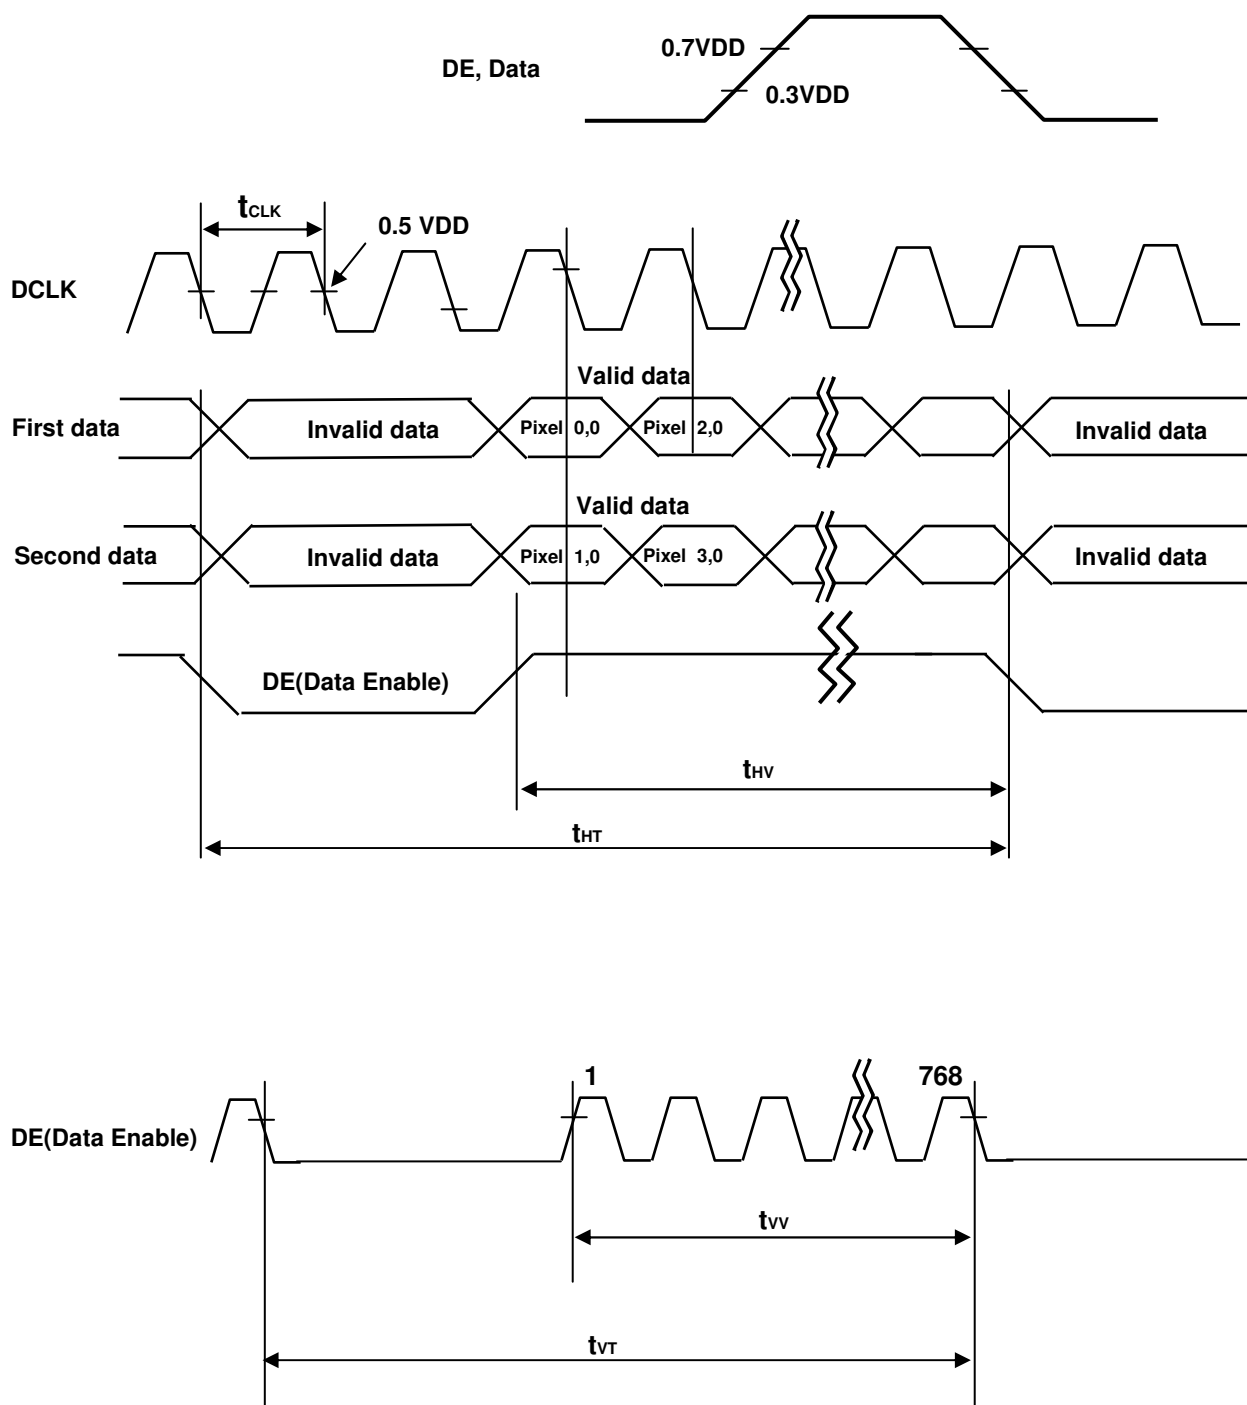 0.7VDD
DE, Data
0.3VDD
tCLK
0.5 VDD
DCLK
Valid data
First data
Invalid data
Pixel 0,0
Pixel 2,0
Invalid data
Valid data
Second data
Invalid data
Pixel 1,0
Pixel 3,0
Invalid data
DE(Data Enable)
tHV
tHT
1
768
DE(Data Enable)
tVV
tVT